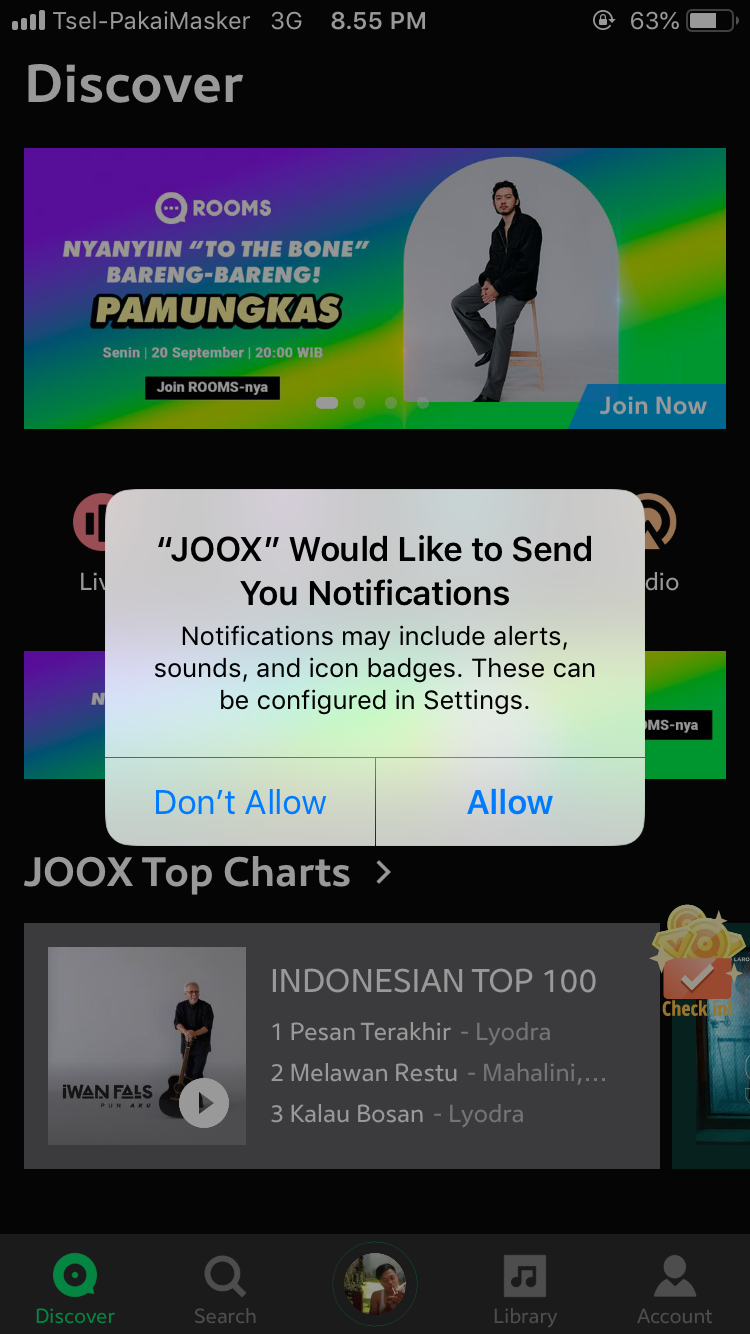 Tsel-PakaiMasker 3G 8.55 PM 63%
Discover
ROOMS
NYANYIIN “TO THE BONE”
BARENG-BARENG!
PAMUNGKAS
Senin | 20 September | 20:00 WIB
Join ROOMS-nya
Join Now
“JOOX” Would Like to Send
You Notifications
Notifications may include alerts,
sounds, and icon badges. These can
be configured in Settings.
Don’t Allow
Allow
JOOX Top Charts
INDONESIAN TOP 100
1 Pesan Terakhir - Lyodra
2 Melawan Restu - Mahalini,...
3 Kalau Bosan - Lyodra
IWAN FALS
PUN AKU
Check in!
Discover
Search
Library
Account